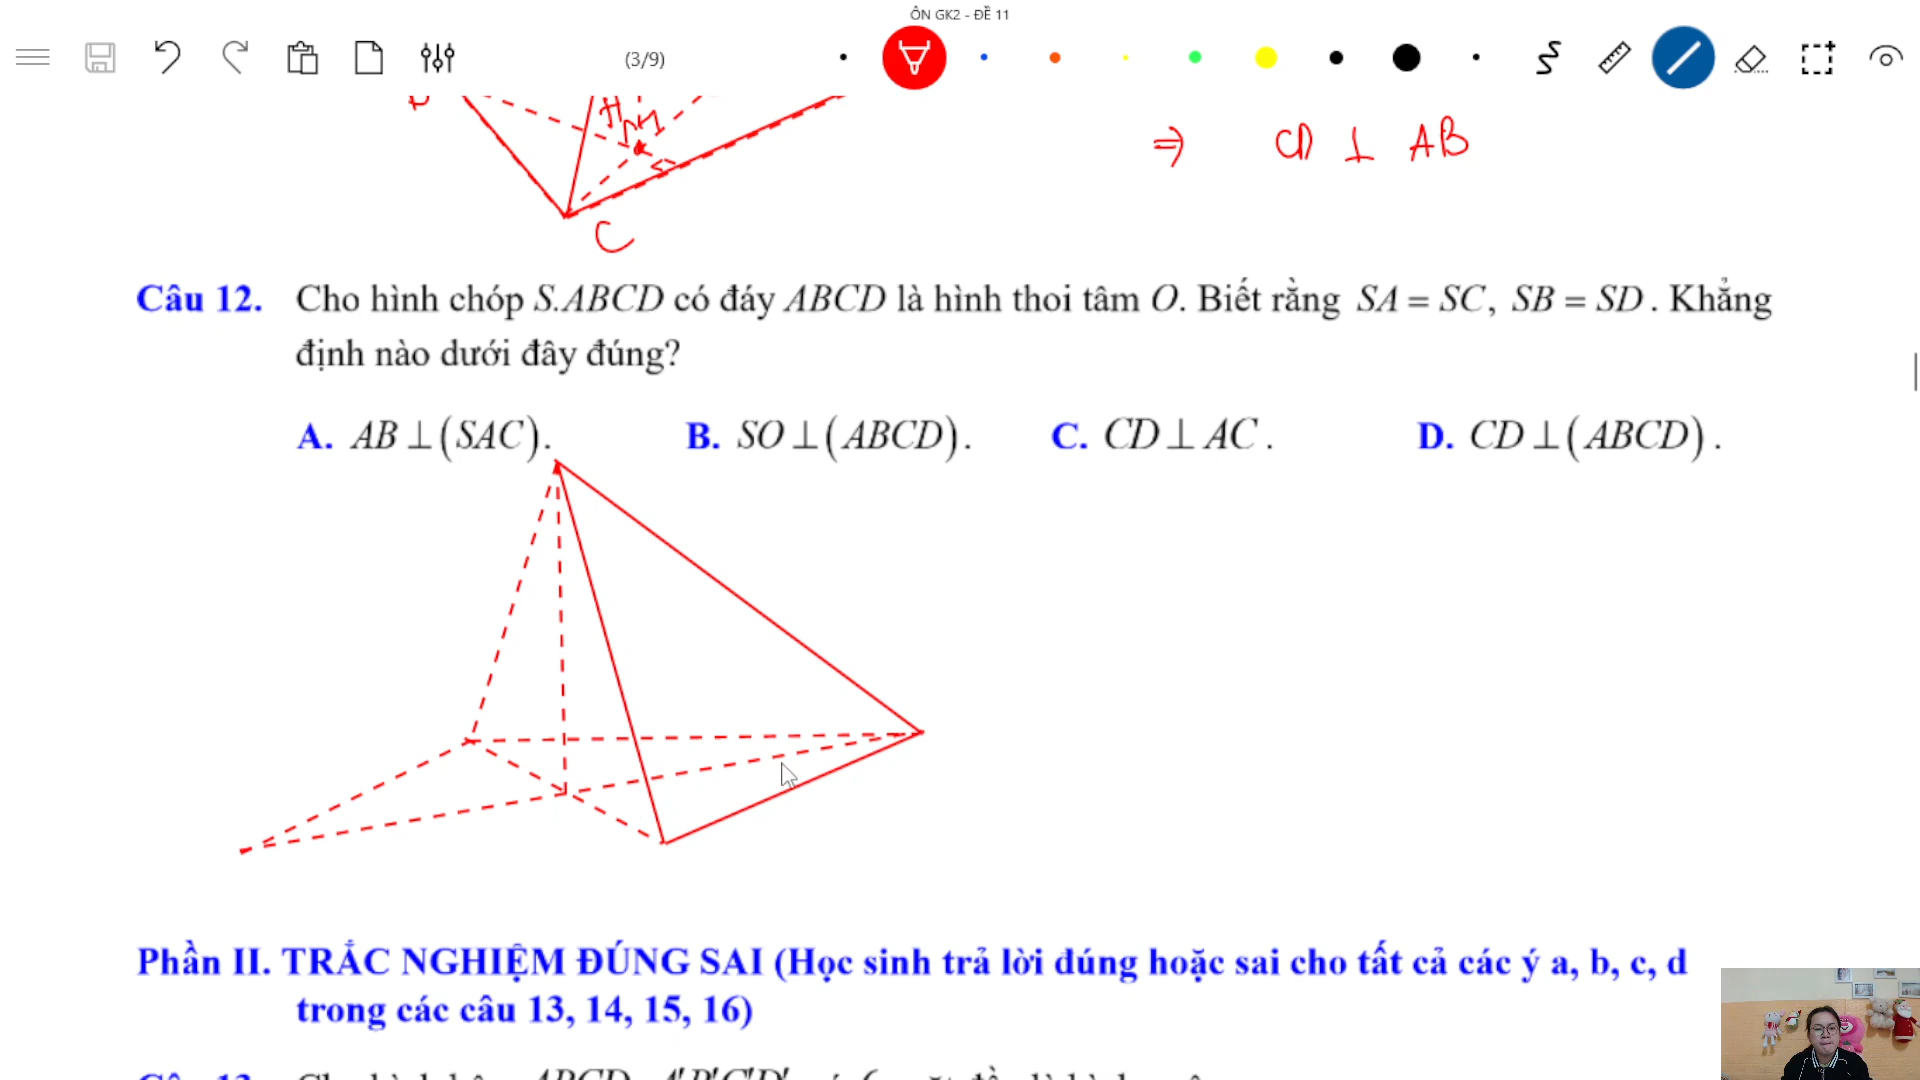 ÔN GK2 - ĐỀ 11
(3/9)
H M
⇒ CD ⊥ AB
C
Câu 12. Cho hình chóp S.ABCD có đáy ABCD là hình thoi tâm O. Biết rằng SA = SC, SB = SD. Khẳng
định nào dưới đây đúng?
A. AB ⊥ (SAC). B. SO ⊥ (ABCD). C. CD ⊥ AC. D. CD ⊥ (ABCD).
Phần II. TRẮC NGHIỆM ĐÚNG SAI (Học sinh trả lời đúng hoặc sai cho tất cả các ý a, b, c, d
trong các câu 13, 14, 15, 16)